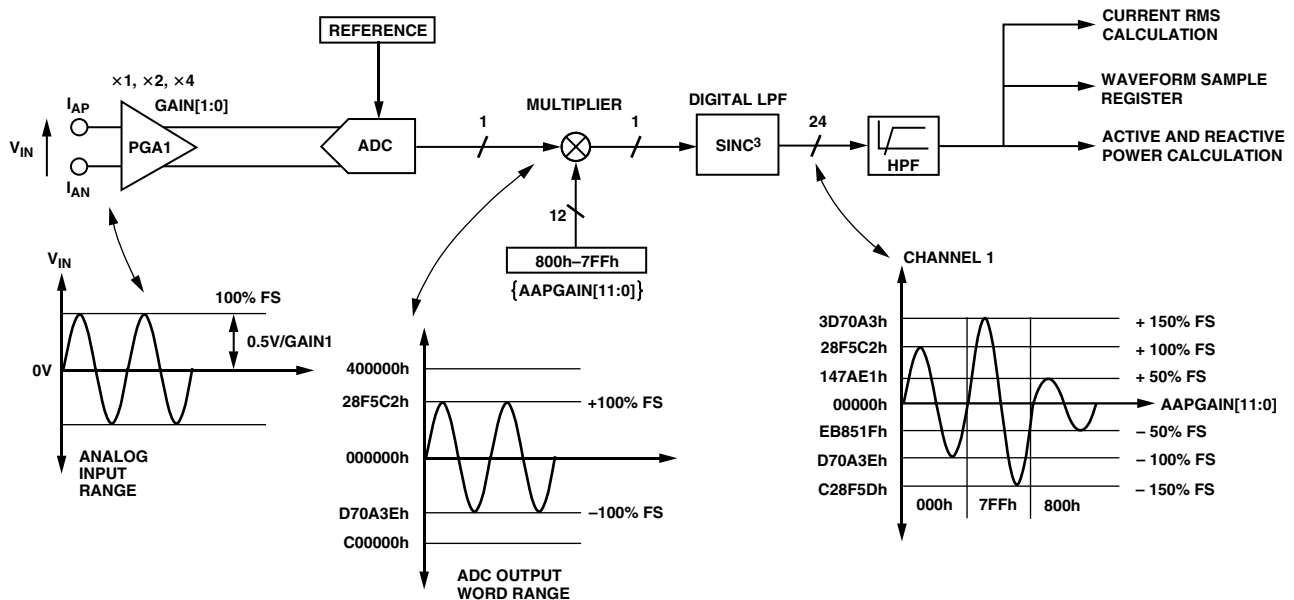 REFERENCE
×1, ×2, ×4
GAIN[1:0]
IAP
VIN
IAN
PGA1
ADC
1
MULTIPLIER
1
12
800h–7FFh
{AAPGAIN[11:0]}
DIGITAL LPF
SINC3
24
HPF
CURRENT RMS
CALCULATION
WAVEFORM SAMPLE
REGISTER
ACTIVE AND REACTIVE
POWER CALCULATION
VIN
100% FS
0.5V/GAIN1
0V
ANALOG
INPUT
RANGE
400000h
28F5C2h
+100% FS
000000h
D70A3Eh
–100% FS
C00000h
ADC OUTPUT
WORD RANGE
CHANNEL 1
3D70A3h
+ 150% FS
28F5C2h
+ 100% FS
147AE1h
+ 50% FS
00000h
AAPGAIN[11:0]
EB851Fh
– 50% FS
D70A3Eh
– 100% FS
C28F5Dh
– 150% FS
000h
7FFh
800h